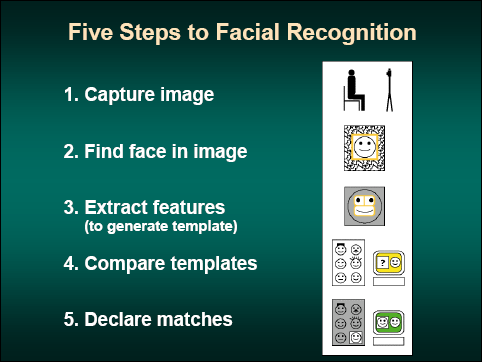 Five Steps to Facial Recognition
1. Capture image
2. Find face in image
3. Extract features
(to generate template)
4. Compare templates
?
5. Declare matches